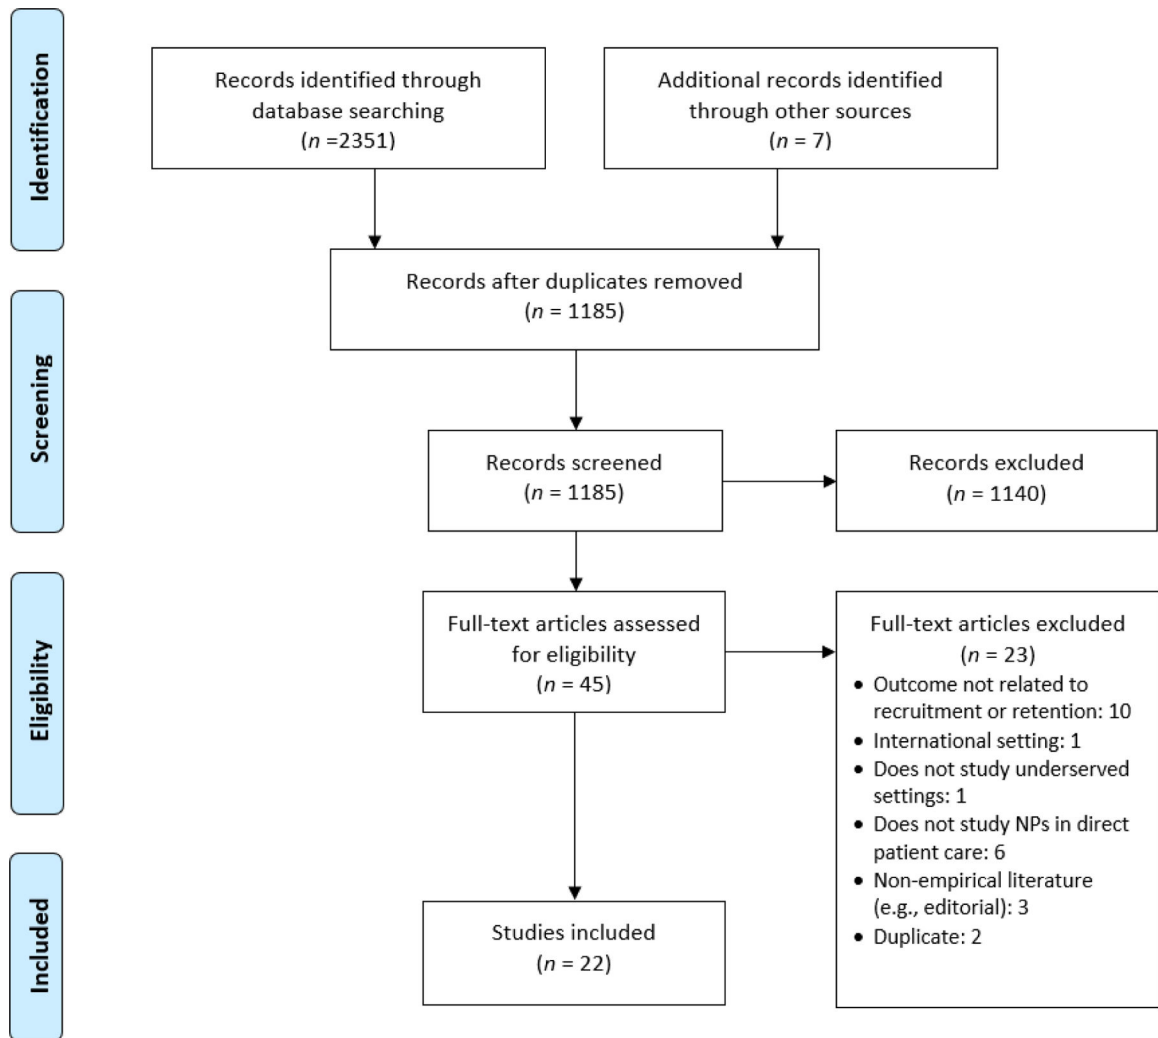 Identification
Records identified through
database searching
(n =2351)
Additional records identified
through other sources
(n = 7)
Records after duplicates removed
(n = 1185)
Screening
Records screened
(n = 1185)
Records excluded
(n = 1140)
Eligibility
Full-text articles assessed
for eligibility
(n = 45)
Full-text articles excluded
(n = 23)
• Outcome not related to
recruitment or retention: 10
• International setting: 1
• Does not study underserved
settings: 1
• Does not study NPs in direct
patient care: 6
• Non-empirical literature
(e.g., editorial): 3
• Duplicate: 2
Included
Studies included
(n = 22)